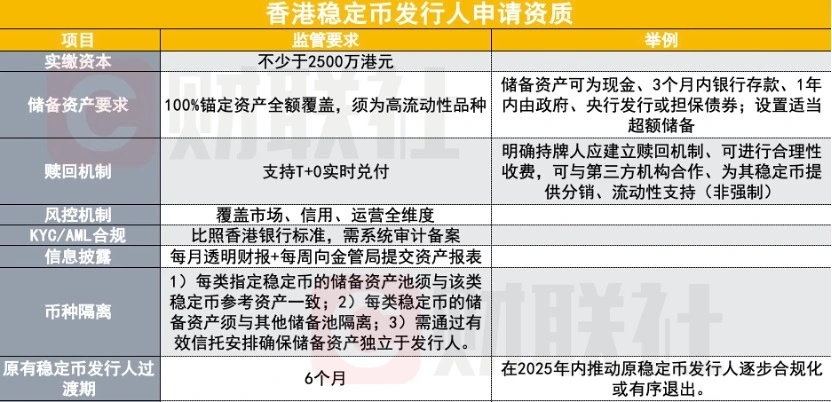 香港稳定币发行人申请资质
项目
监管要求
举例
实缴资本
不少于2500万港元
储备资产要求
100%锚定资产全额覆盖，须为高流动性品种
储备资产可为现金、3个月内银行存款、1年
内由政府、央行发行或担保债券；设置适当
超额储备
赎回机制
支持T+0实时兑付
明确持牌人应建立赎回机制、可进行合理性
收费，可与第三方机构合作、为其稳定币提
供分销、流动性支持（非强制）
风控机制
覆盖市场、信用、运营全维度
KYC/AML合规
比照香港银行标准，需系统审计备案
信息披露
每月透明财报+每周向金管局提交资产报表
币种隔离
1）每类指定稳定币的储备资产池须与该类
稳定币参考资产一致；2）每类稳定币的储
备资产须与其他储备池隔离；3）需通过有
效信托安排确保储备资产独立于发行人。
原有稳定币发行人过
渡期
6个月
在2025年内推动原稳定币发行人逐步合规化
或有序退出。
财联社
财联社